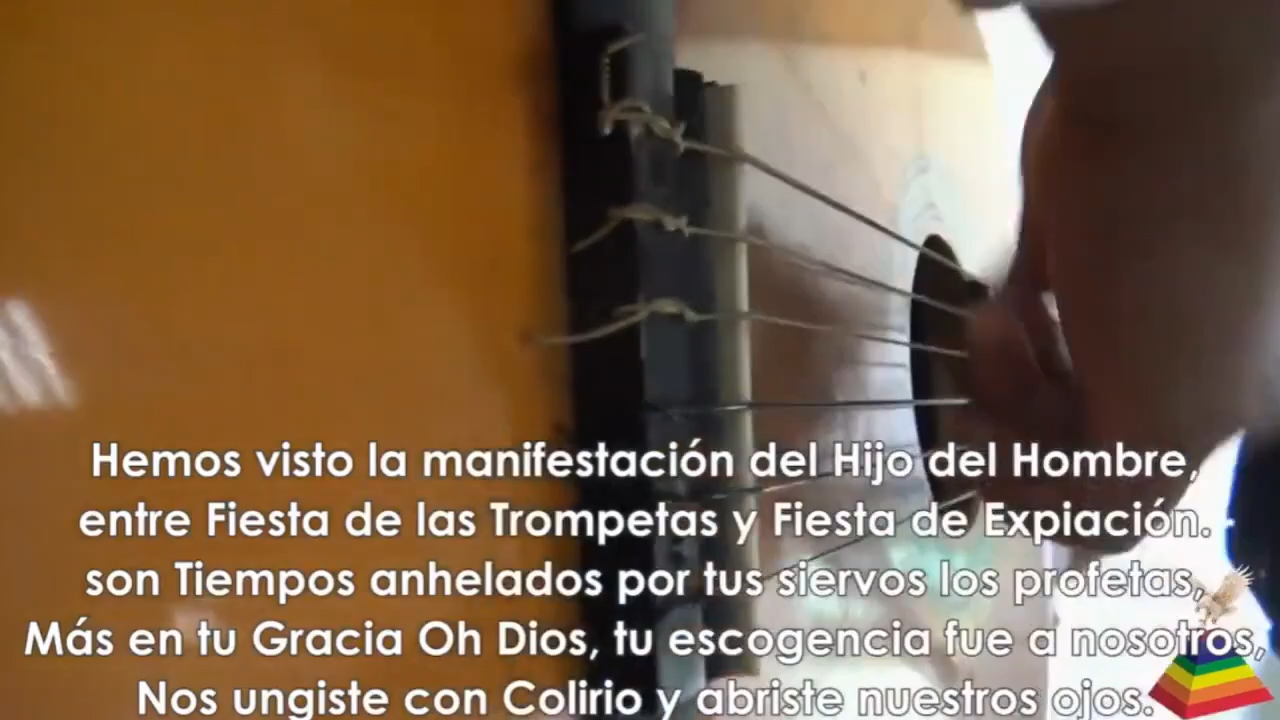 Hemos visto la manifestación del Hijo del Hombre,
entre Fiesta de las Trompetas y Fiesta de Expiación.
son Tiempos anhelados por tus siervos los profetas,
Más en tu Gracia Oh Dios, tu escogencia fue a nosotros,
Nos ungiste con Colirio y abriste nuestros ojos.